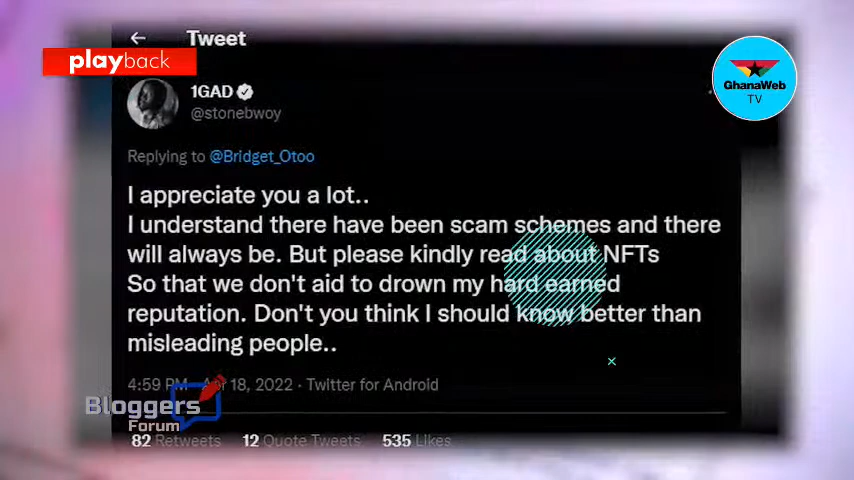 Tweet
playback
GhanaWeb
TV
1GAD
@stonebwoy
Replying to @Bridget_Otoo
I appreciate you a lot..
I understand there have been scam schemes and there
will always be. But please kindly read about NFTs
So that we don't aid to drown my hard earned
reputation. Don't you think I should know better than
misleading people..
4:59 PM · Apr 18, 2022 · Twitter for Android
Bloggers
Forum
82 Retweets 12 Quote Tweets 535 Likes